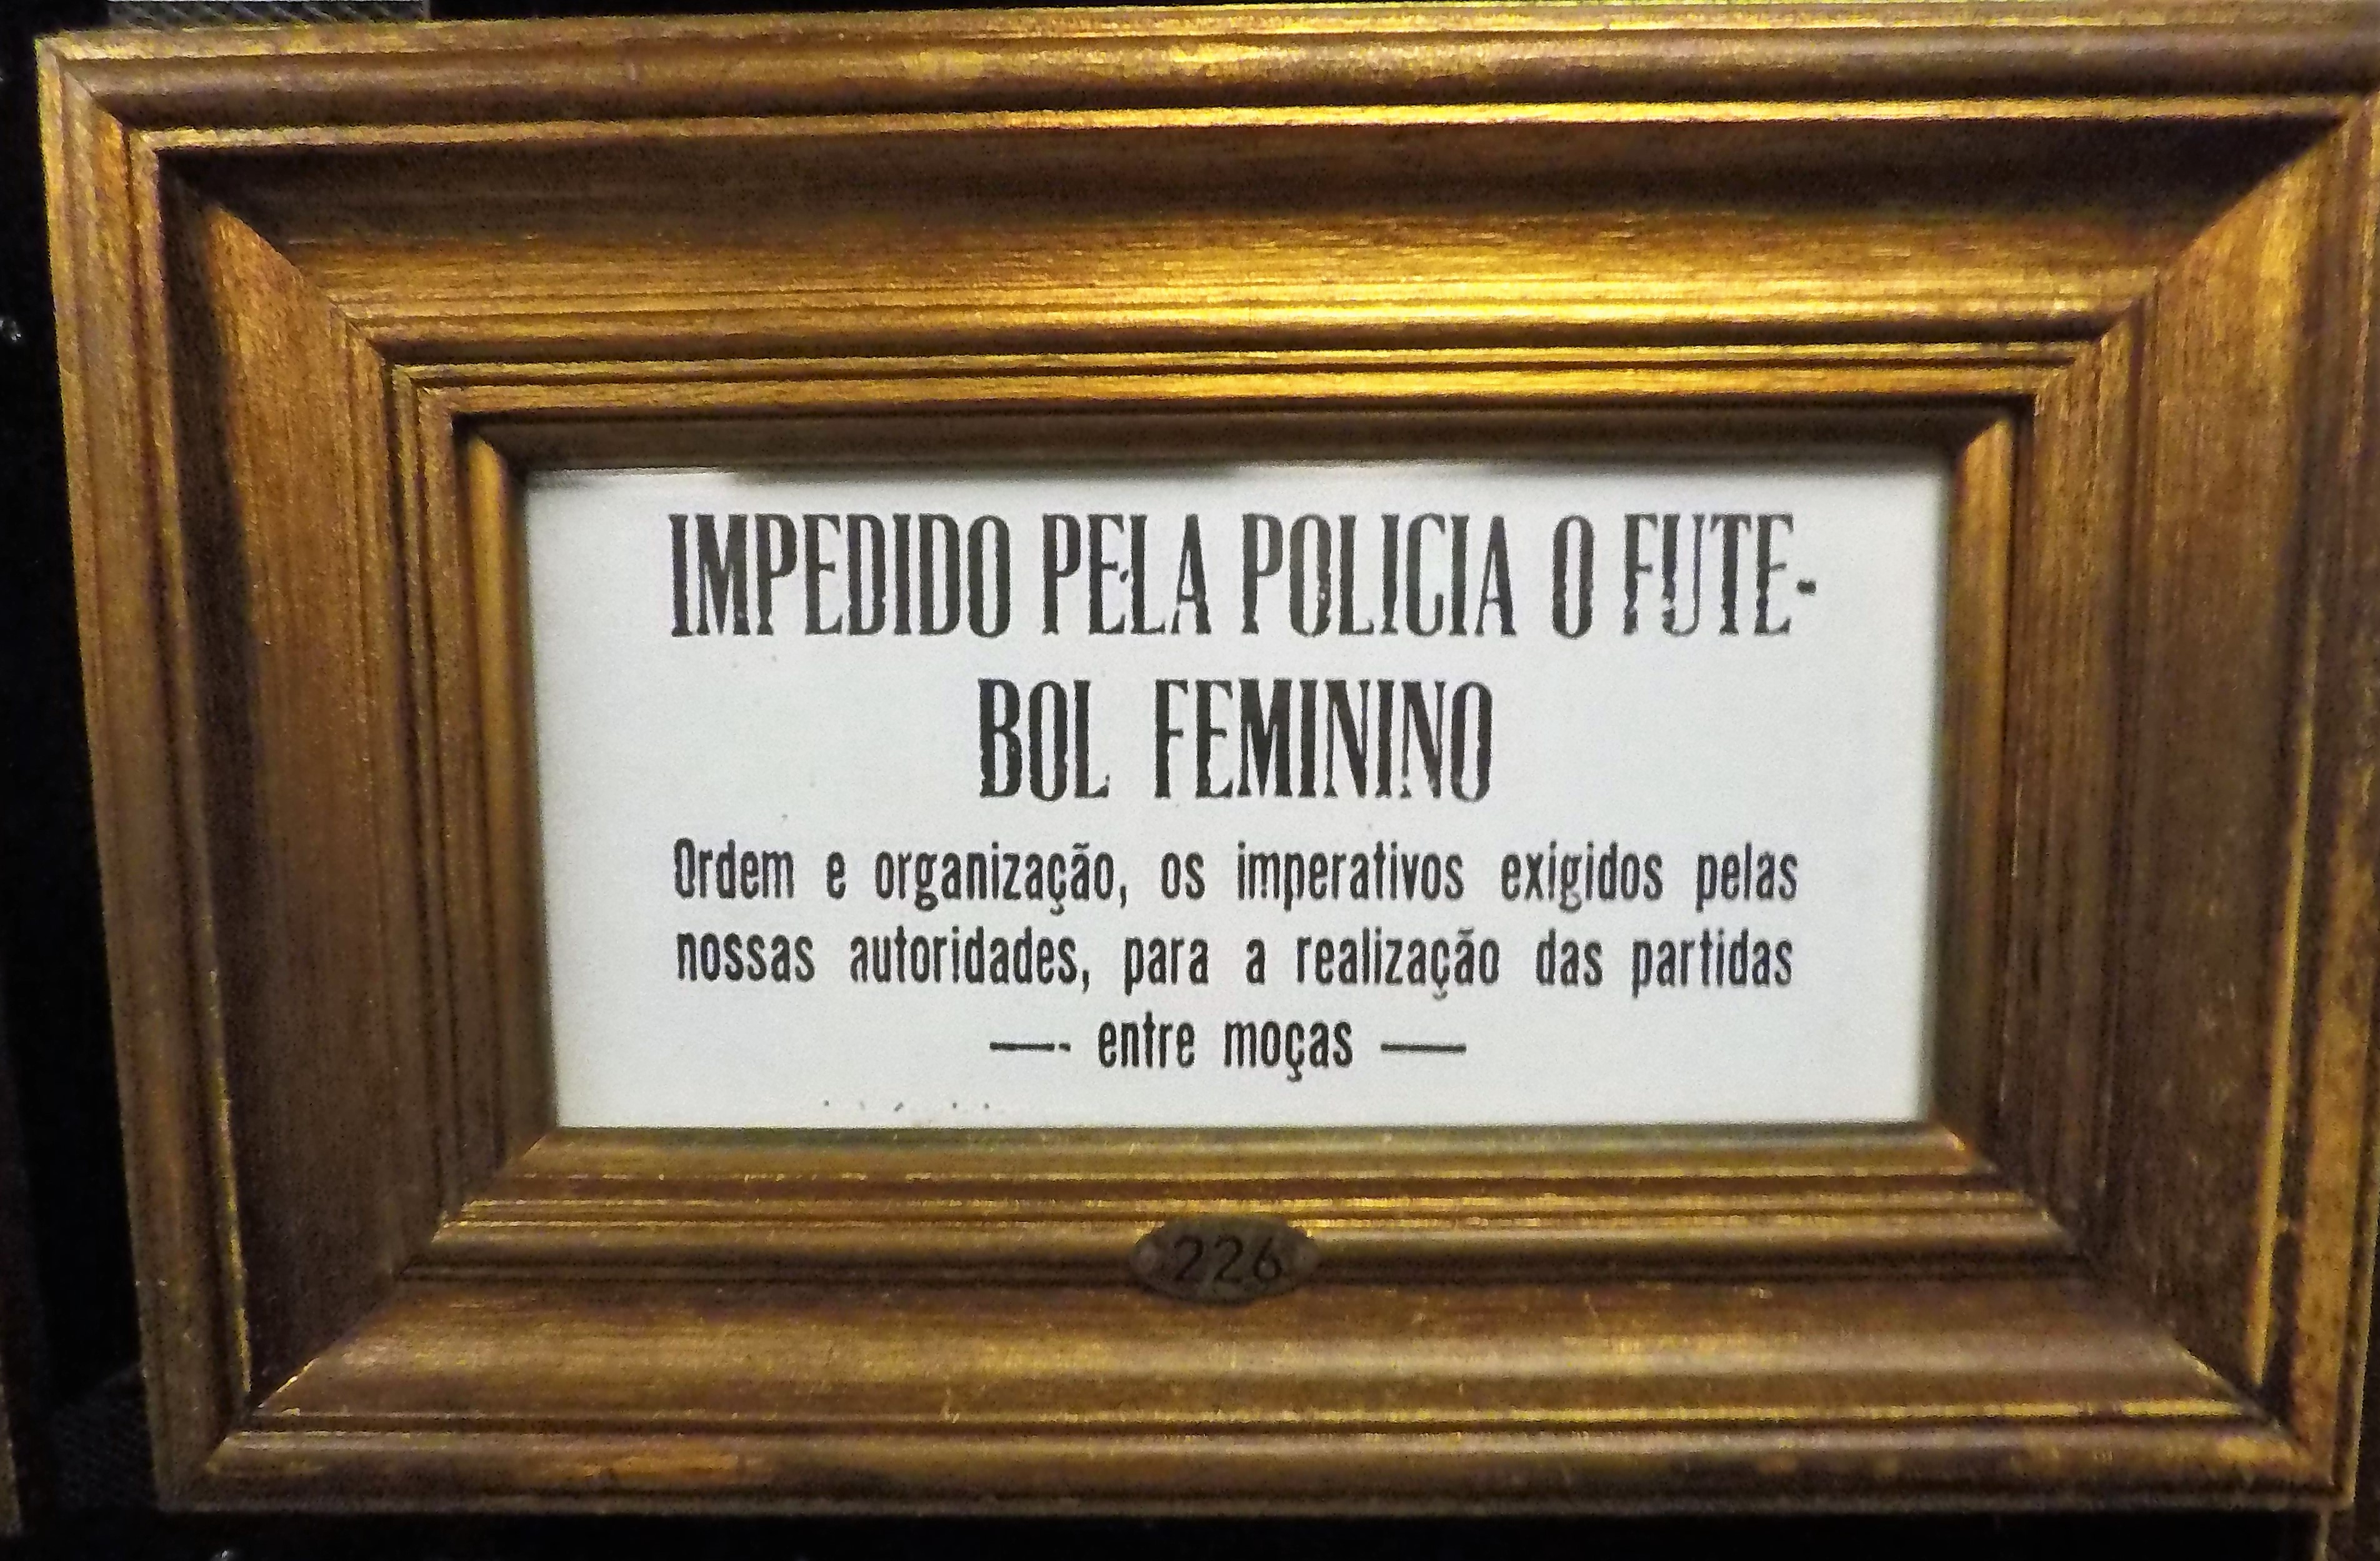 IMPEDIDO PELA POLICIA O FUTE-
BOL FEMININO
Ordem e organização, os imperativos exigidos pelas
nossas autoridades, para a realização das partidas
—- entre moças —
226